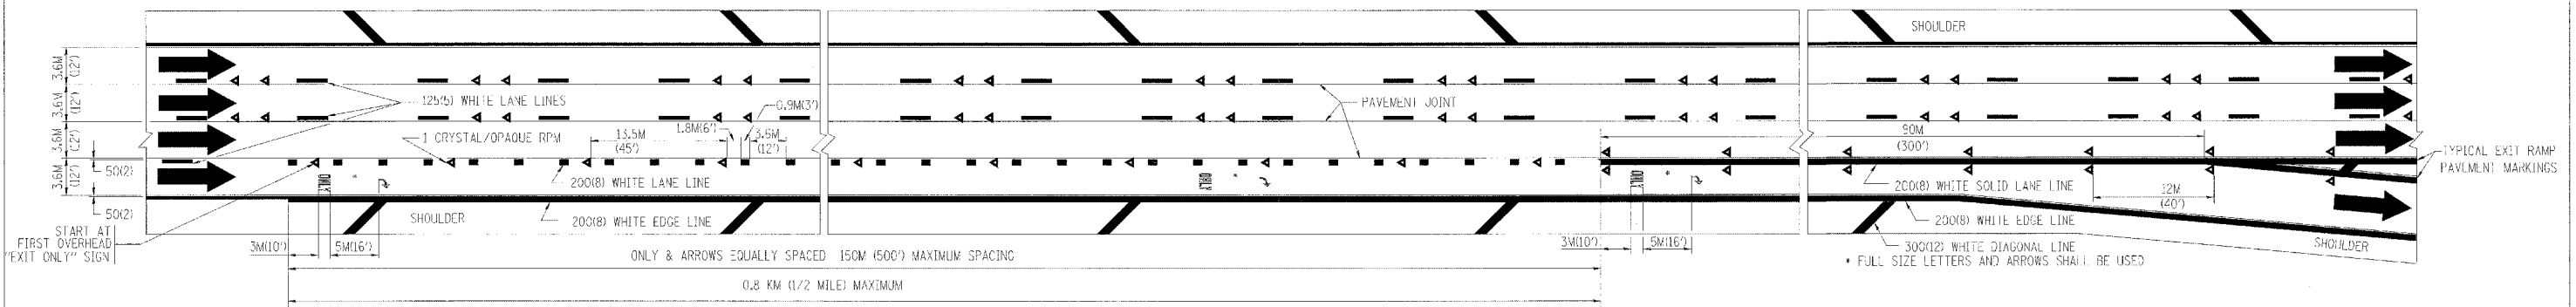 SHOULDER
3.6M
(12')
3.6M
(12')
3.6M
(12')
3.6M
(12')
50(2)
50(2)
125(5) WHITE LANE LINES
1 CRYSTAL/OPAQUE RPM
13.5M
(45')
1.8M(6')
0.9M(3')
3.6M
(12')
PAVEMENT JOINT
90M
(300')
TYPICAL EXIT RAMP
PAVEMENT MARKINGS
ONLY *
200(8) WHITE LANE LINE
ONLY *
ONLY *
200(8) WHITE SOLID LANE LINE
12M
(40')
SHOULDER
200(8) WHITE EDGE LINE
200(8) WHITE EDGE LINE
START AT
FIRST OVERHEAD
"EXIT ONLY" SIGN
3M(10')
5M(16')
3M(10')
5M(16')
300(12) WHITE DIAGONAL LINE
SHOULDER
ONLY & ARROWS EQUALLY SPACED 150M (500') MAXIMUM SPACING
* FULL SIZE LETTERS AND ARROWS SHALL BE USED
0.8 KM (1/2 MILE) MAXIMUM